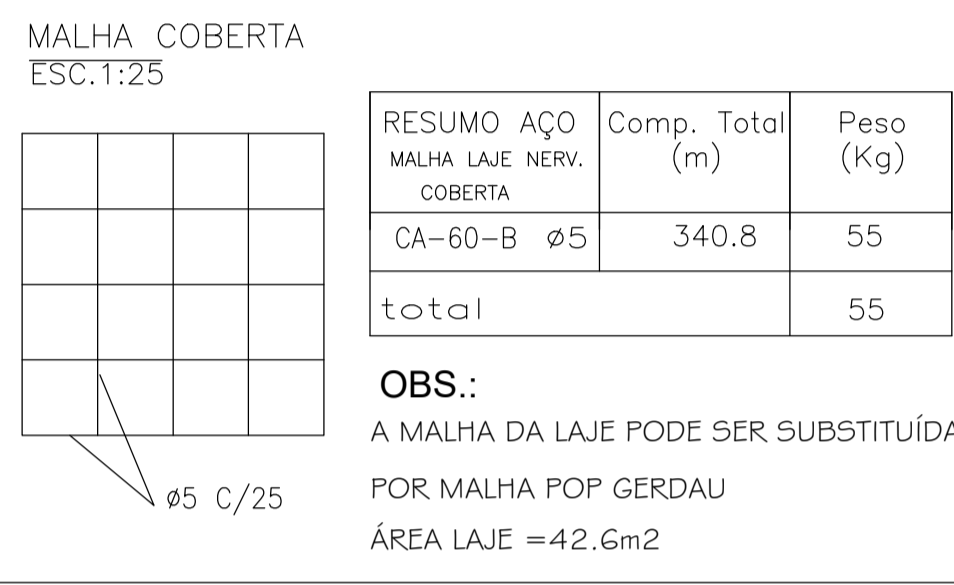 MALHA COBERTA
ESC.1:25
RESUMO AÇO
MALHA LAJE NERV.
COBERTA
Comp. Total
(m)
Peso
(Kg)
CA-60-B ø5
340.8
55
total
55
ø5 C/25
OBS.:
A MALHA DA LAJE PODE SER SUBSTITUÍDA
POR MALHA POP GERDAU
ÁREA LAJE =42.6m2